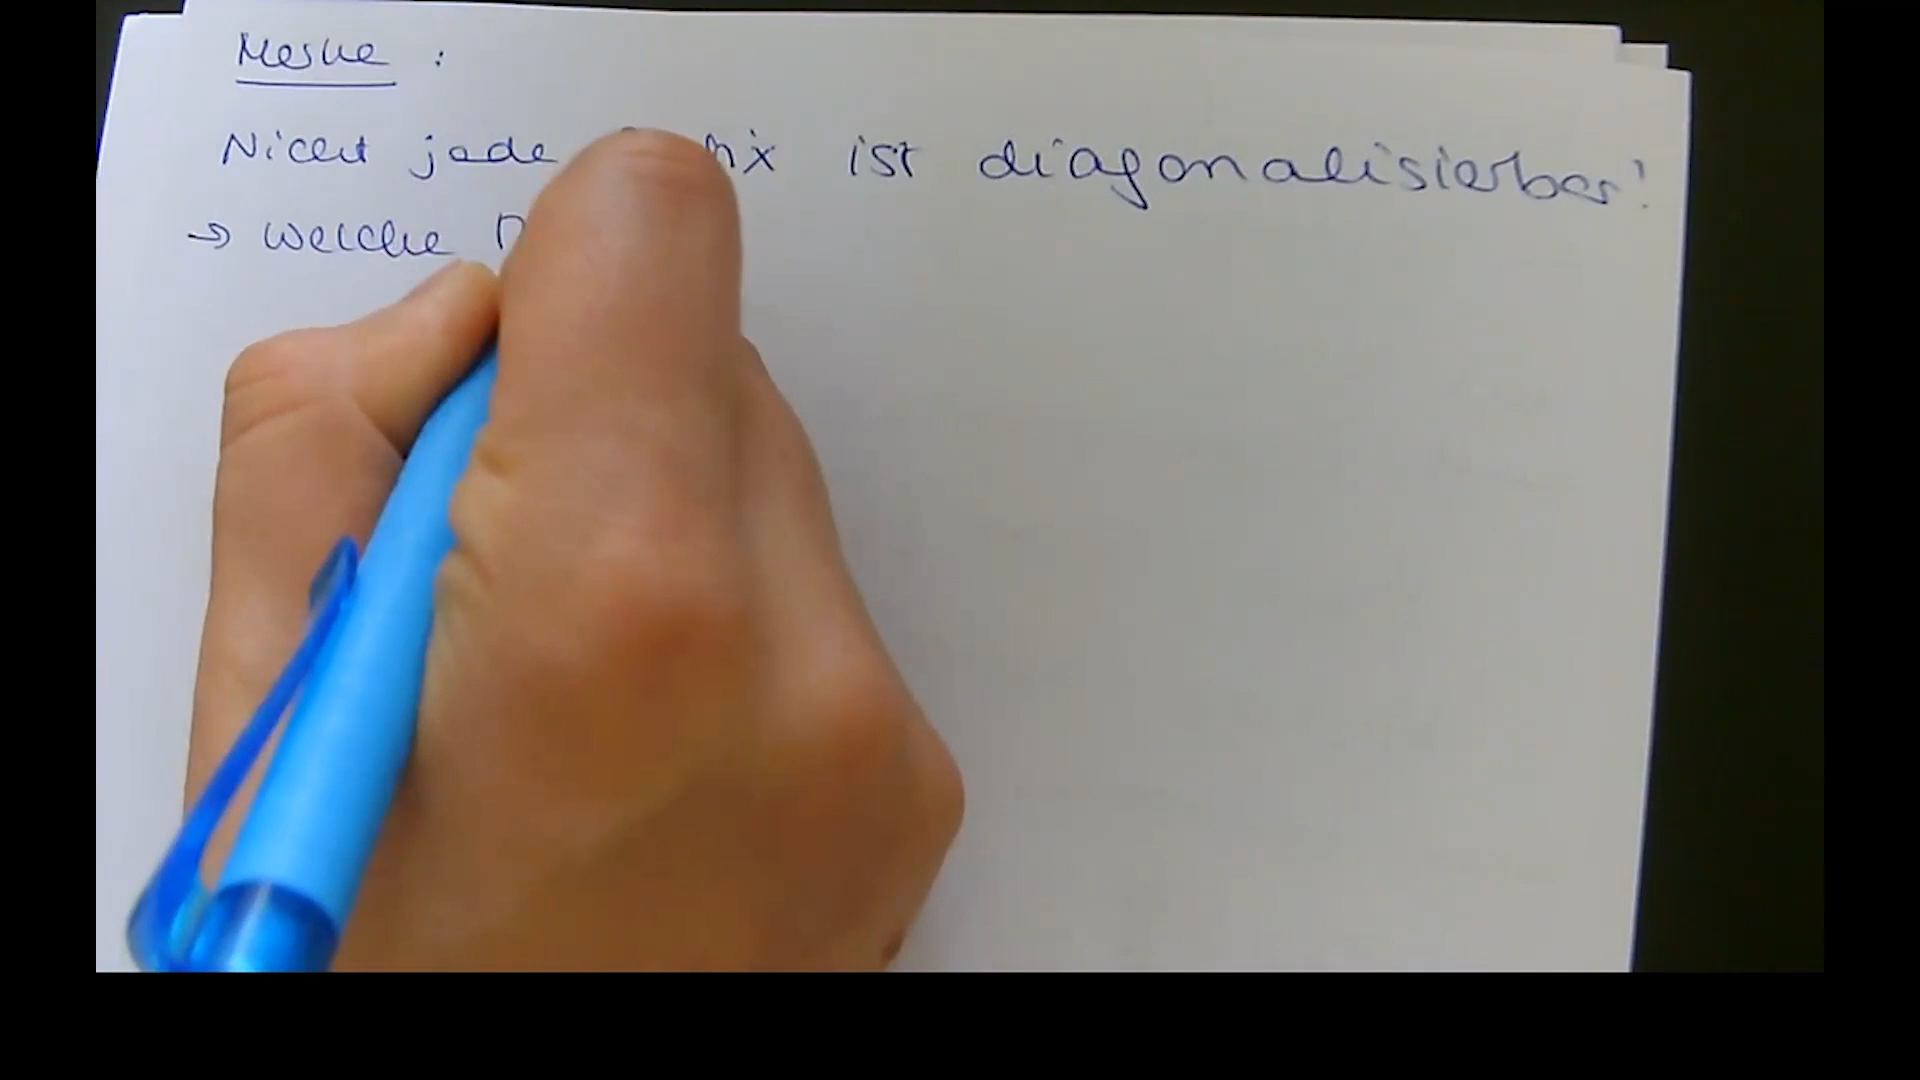 Merke :
Nicht jede ist diagonalisierbar!
→ Welche